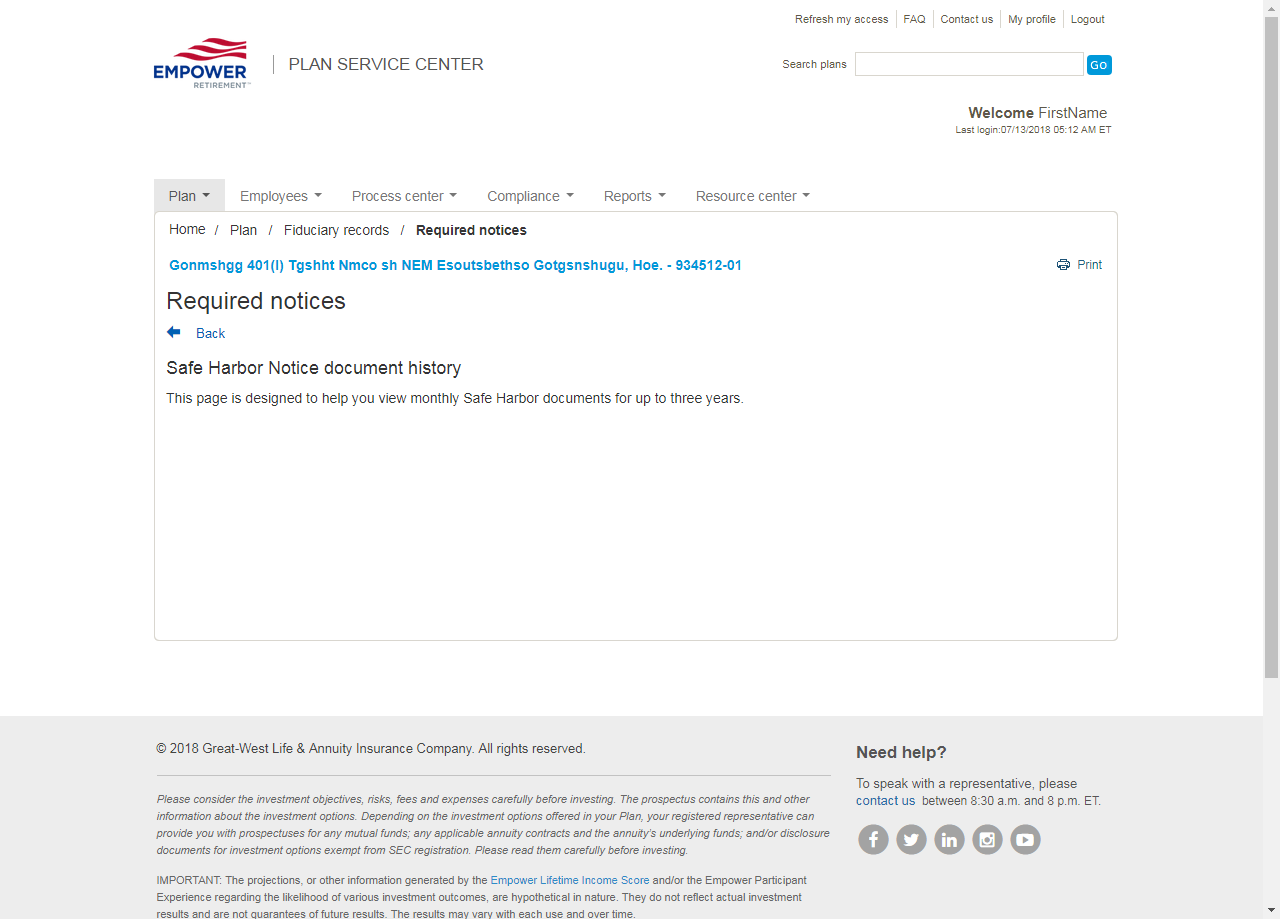 Refresh my access FAQ Contact us My profile Logout
EMPOWER
RETIREMENT™
PLAN SERVICE CENTER
Search plans Go
Welcome FirstName
Last login:07/13/2018 05:12 AM ET
Plan Employees Process center Compliance Reports Resource center
Home / Plan / Fiduciary records / Required notices
Gonmshgg 401(l) Tgshht Nmco sh NEM Esoutsbethso Gotgsnshugu, Hoe. - 934512-01 Print
Required notices
Back
Safe Harbor Notice document history
This page is designed to help you view monthly Safe Harbor documents for up to three years.
© 2018 Great-West Life & Annuity Insurance Company. All rights reserved.
Please consider the investment objectives, risks, fees and expenses carefully before investing. The prospectus contains this and other
information about the investment options. Depending on the investment options offered in your Plan, your registered representative can
provide you with prospectuses for any mutual funds; any applicable annuity contracts and the annuity's underlying funds; and/or disclosure
documents for investment options exempt from SEC registration. Please read them carefully before investing.
IMPORTANT: The projections, or other information generated by the Empower Lifetime Income Score and/or the Empower Participant
Experience regarding the likelihood of various investment outcomes, are hypothetical in nature. They do not reflect actual investment
results and are not guarantees of future results. The results may vary with each use and over time.
Need help?
To speak with a representative, please
contact us between 8:30 a.m. and 8 p.m. ET.